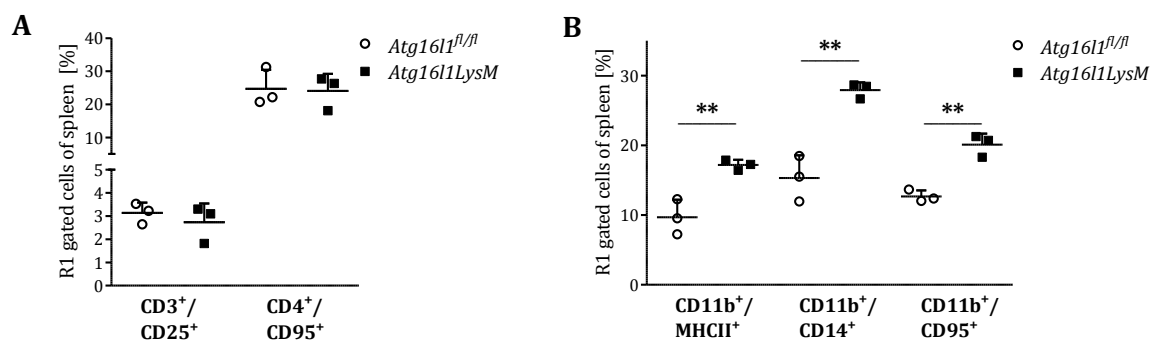 A
R1 gated cells of spleen [%]
40
30
20
10
5
4
3
2
1
0
Atg16l1fl/fl
Atg16l1LysM
CD3+/
CD25+
CD4+/
CD95+
B
R1 gated cells of spleen [%]
30
20
10
0
**
**
**
Atg16l1fl/fl
Atg16l1LysM
CD11b+/
MHCII+
CD11b+/
CD14+
CD11b+/
CD95+